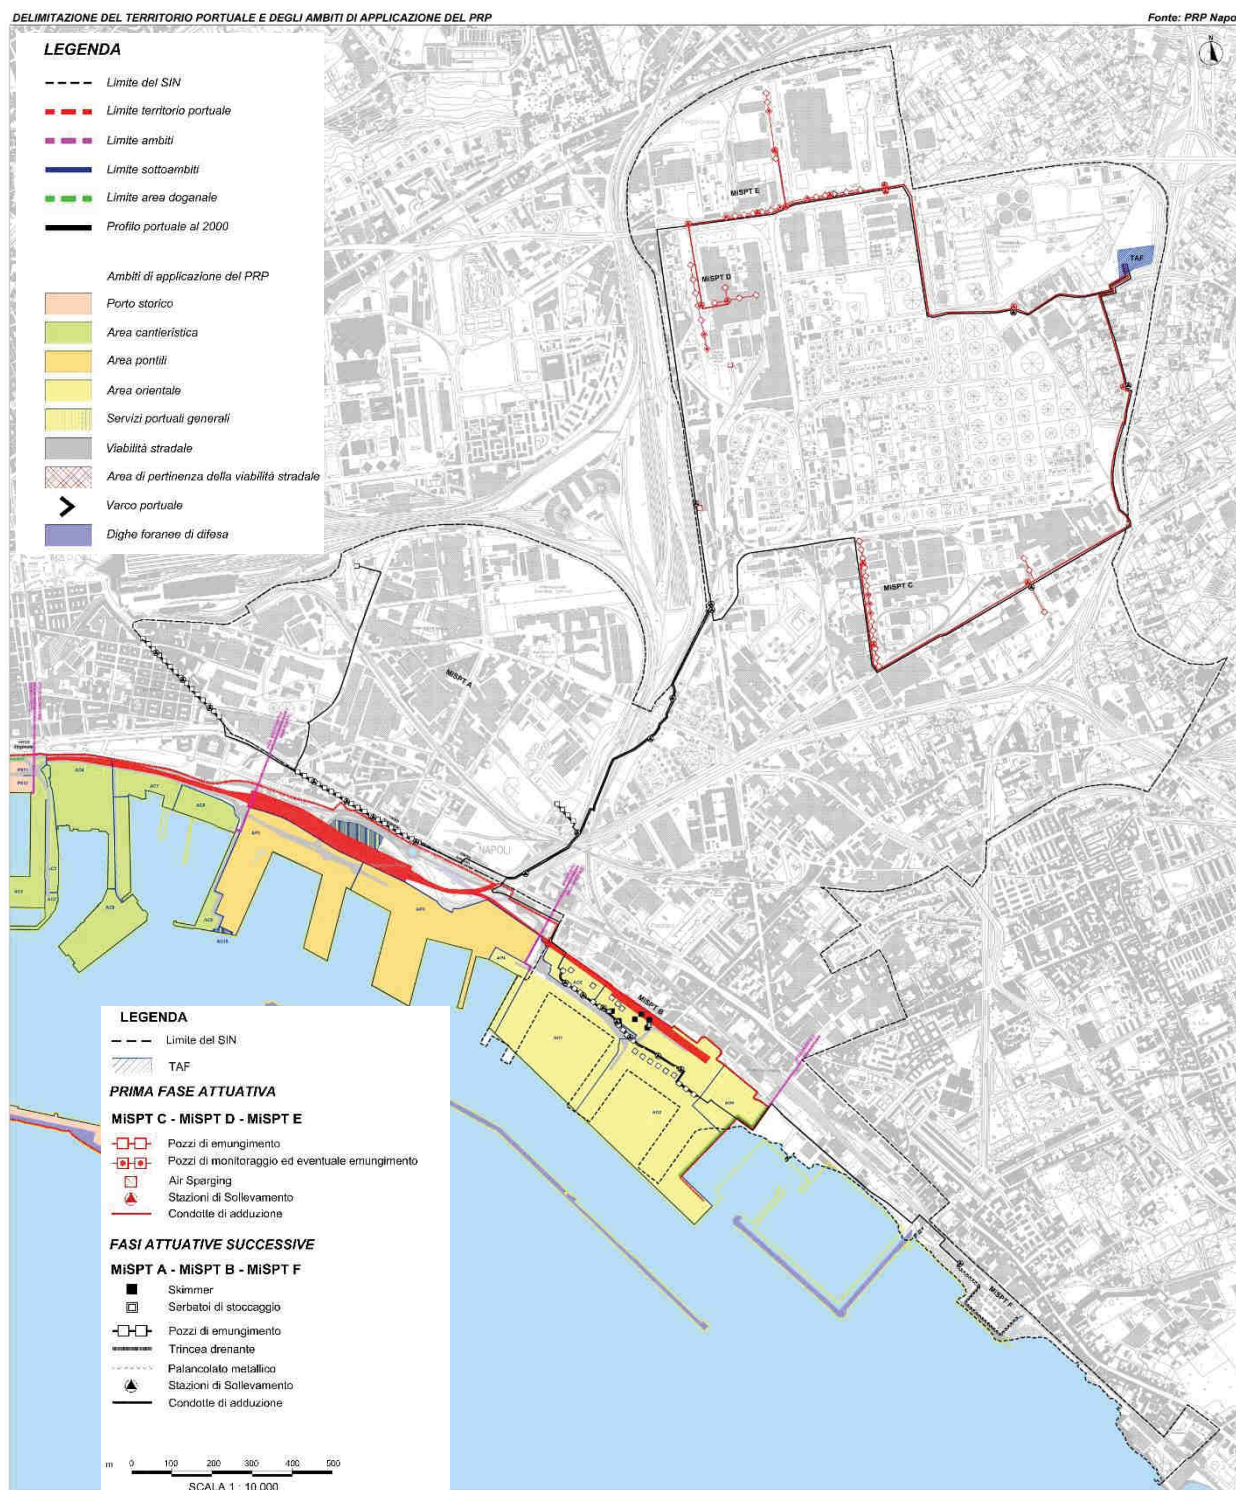 DELIMITAZIONE DEL TERRITORIO PORTUALE E DEGLI AMBITI DI APPLICAZIONE DEL PRP
Fonte: PRP Napo
N
LEGENDA
Limite del SIN
Limite territorio portuale
Limite ambiti
Limite sottoambiti
Limite area doganale
Profilo portuale al 2000
Ambiti di applicazione del PRP
Porto storico
Area cantieristica
Area pontili
Area orientale
Servizi portuali generali
Viabilità stradale
Area di pertinenza della viabilità stradale
Varco portuale
Dighe foranee di difesa
MiSPT E
MiSPT D
TAF
MiSPT C
MiSPT A
NAPOLI
MiSPT B
MiSPT F
LEGENDA
Limite del SIN
TAF
PRIMA FASE ATTUATIVA
MiSPT C - MiSPT D - MiSPT E
Pozzi di emungimento
Pozzi di monitoraggio ed eventuale emungimento
Air Sparging
Stazioni di Sollevamento
Condotte di adduzione
FASI ATTUATIVE SUCCESSIVE
MiSPT A - MiSPT B - MiSPT F
Skimmer
Serbatoi di stoccaggio
Pozzi di emungimento
Trincea drenante
Palancolato metallico
Stazioni di Sollevamento
Condotte di adduzione
m 0 100 200 300 400 500
SCALA 1 : 10.000